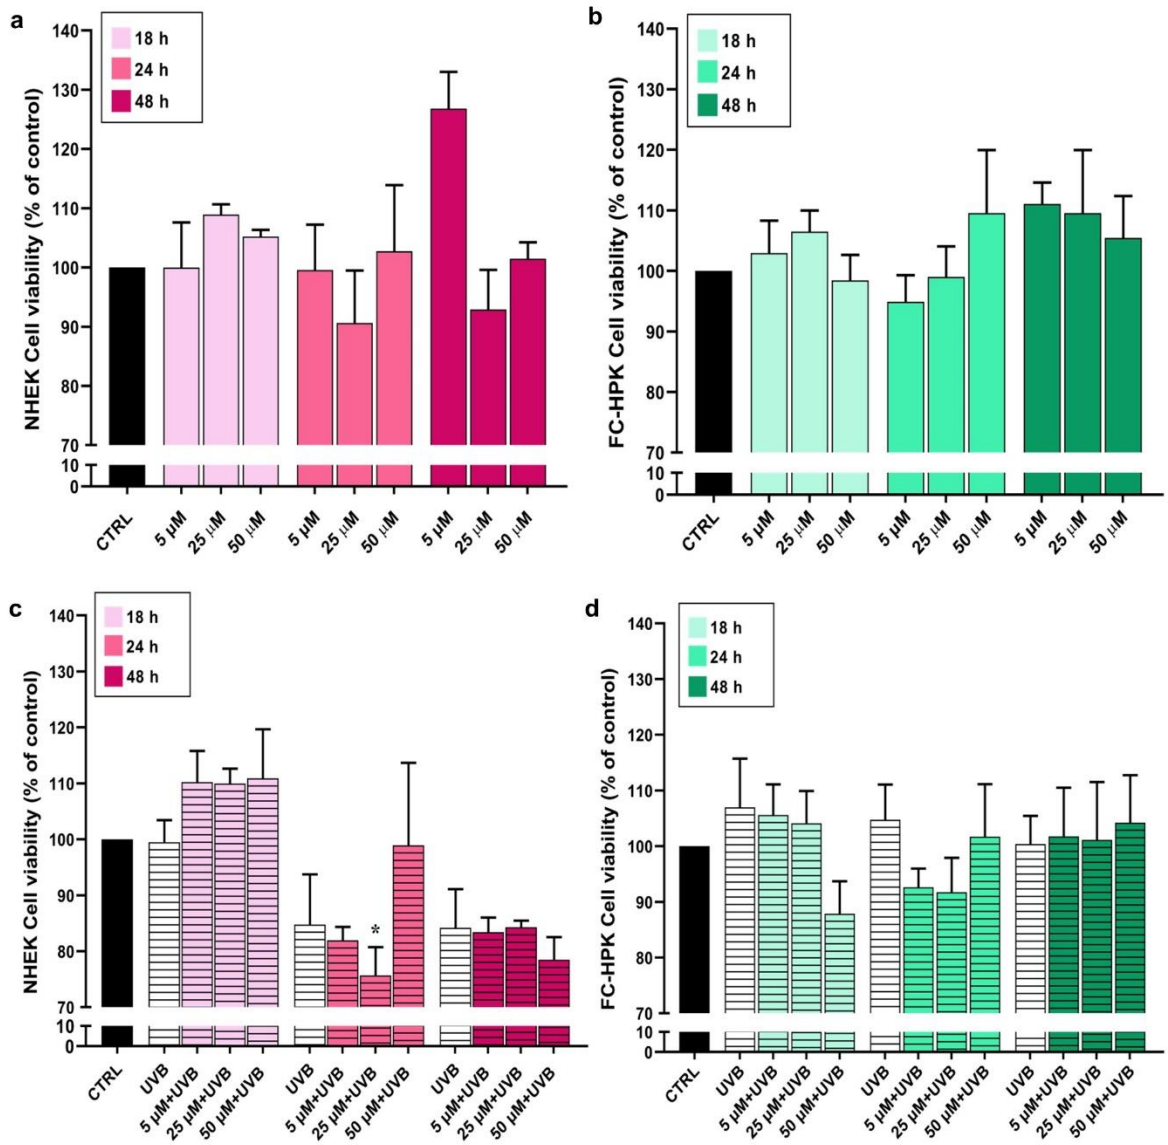 a
NHEK Cell viability (% of control)
140
130
120
110
100
90
80
70
10
0
18 h
24 h
48 h
CTRL
5 µM
25 µM
50 µM
5 µM
25 µM
50 µM
5 µM
25 µM
50 µM
b
FC-HPK Cell viability (% of control)
140
130
120
110
100
90
80
70
10
0
18 h
24 h
48 h
CTRL
5 µM
25 µM
50 µM
5 µM
25 µM
50 µM
5 µM
25 µM
50 µM
c
NHEK Cell viability (% of control)
140
130
120
110
100
90
80
70
10
0
18 h
24 h
48 h
*
CTRL
UVB
5 µM+UVB
25 µM+UVB
50 µM+UVB
UVB
5 µM+UVB
25 µM+UVB
50 µM+UVB
UVB
5 µM+UVB
25 µM+UVB
50 µM+UVB
d
FC-HPK Cell viability (% of control)
140
130
120
110
100
90
80
70
10
0
18 h
24 h
48 h
CTRL
UVB
5 µM+UVB
25 µM+UVB
50 µM+UVB
UVB
5 µM+UVB
25 µM+UVB
50 µM+UVB
UVB
5 µM+UVB
25 µM+UVB
50 µM+UVB